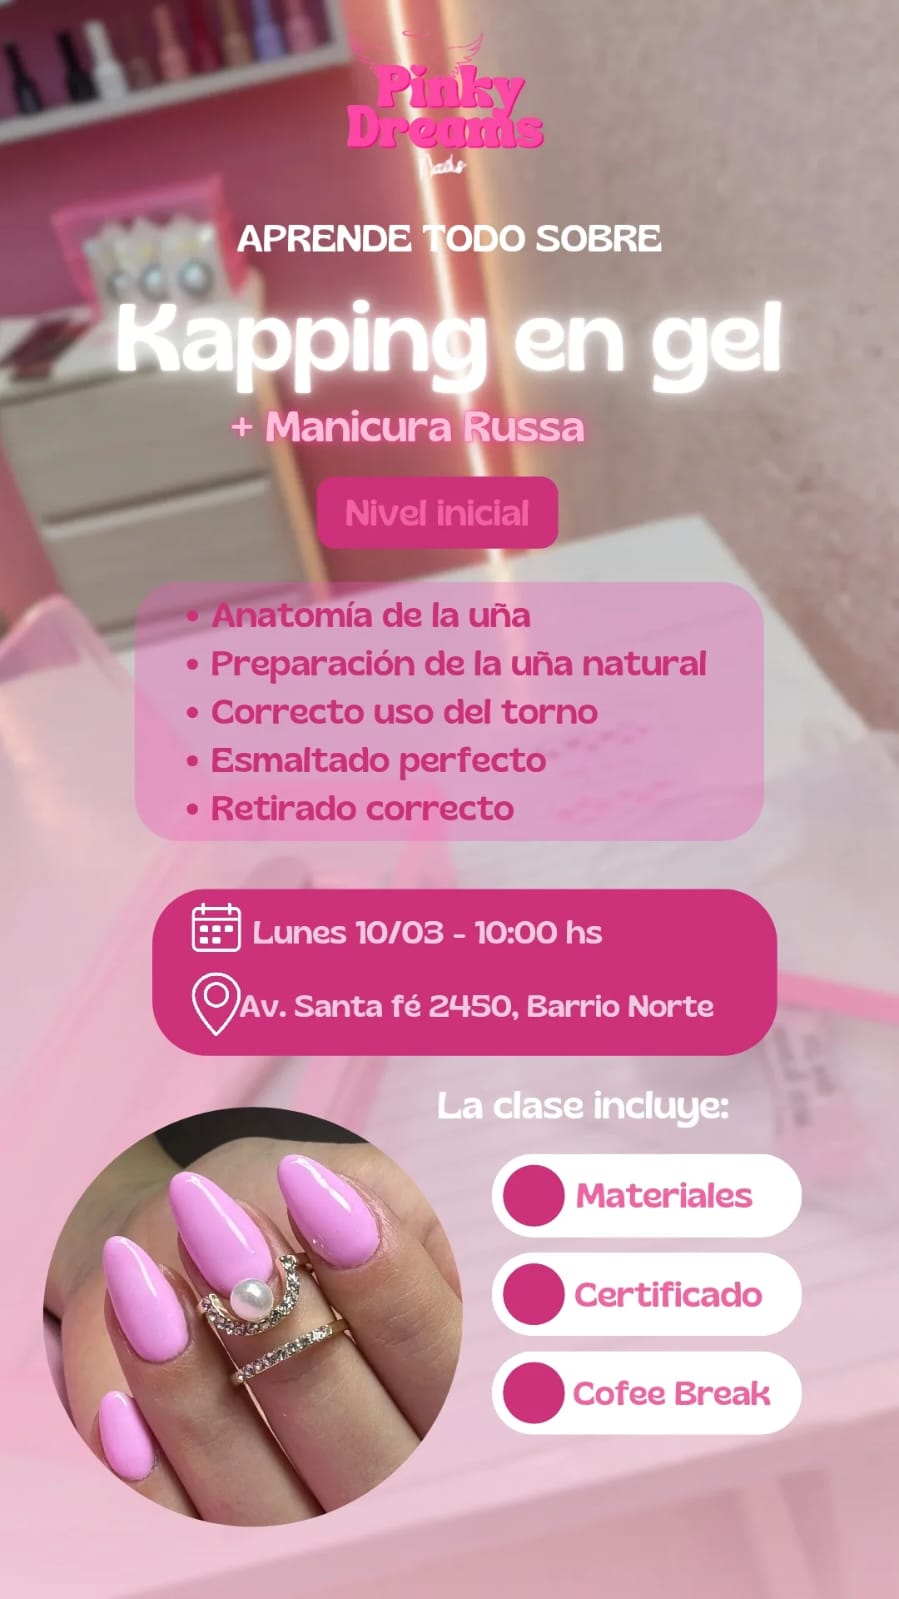 Pinky
Dreams
Nails
APRENDE TODO SOBRE
Kapping en gel
+ Manicura Russa
Nivel inicial
• Anatomía de la uña
• Preparación de la uña natural
• Correcto uso del torno
• Esmaltado perfecto
• Retirado correcto
Lunes 10/03 - 10:00 hs
Av. Santa fé 2450, Barrio Norte
La clase incluye:
Materiales
Certificado
Cofee Break